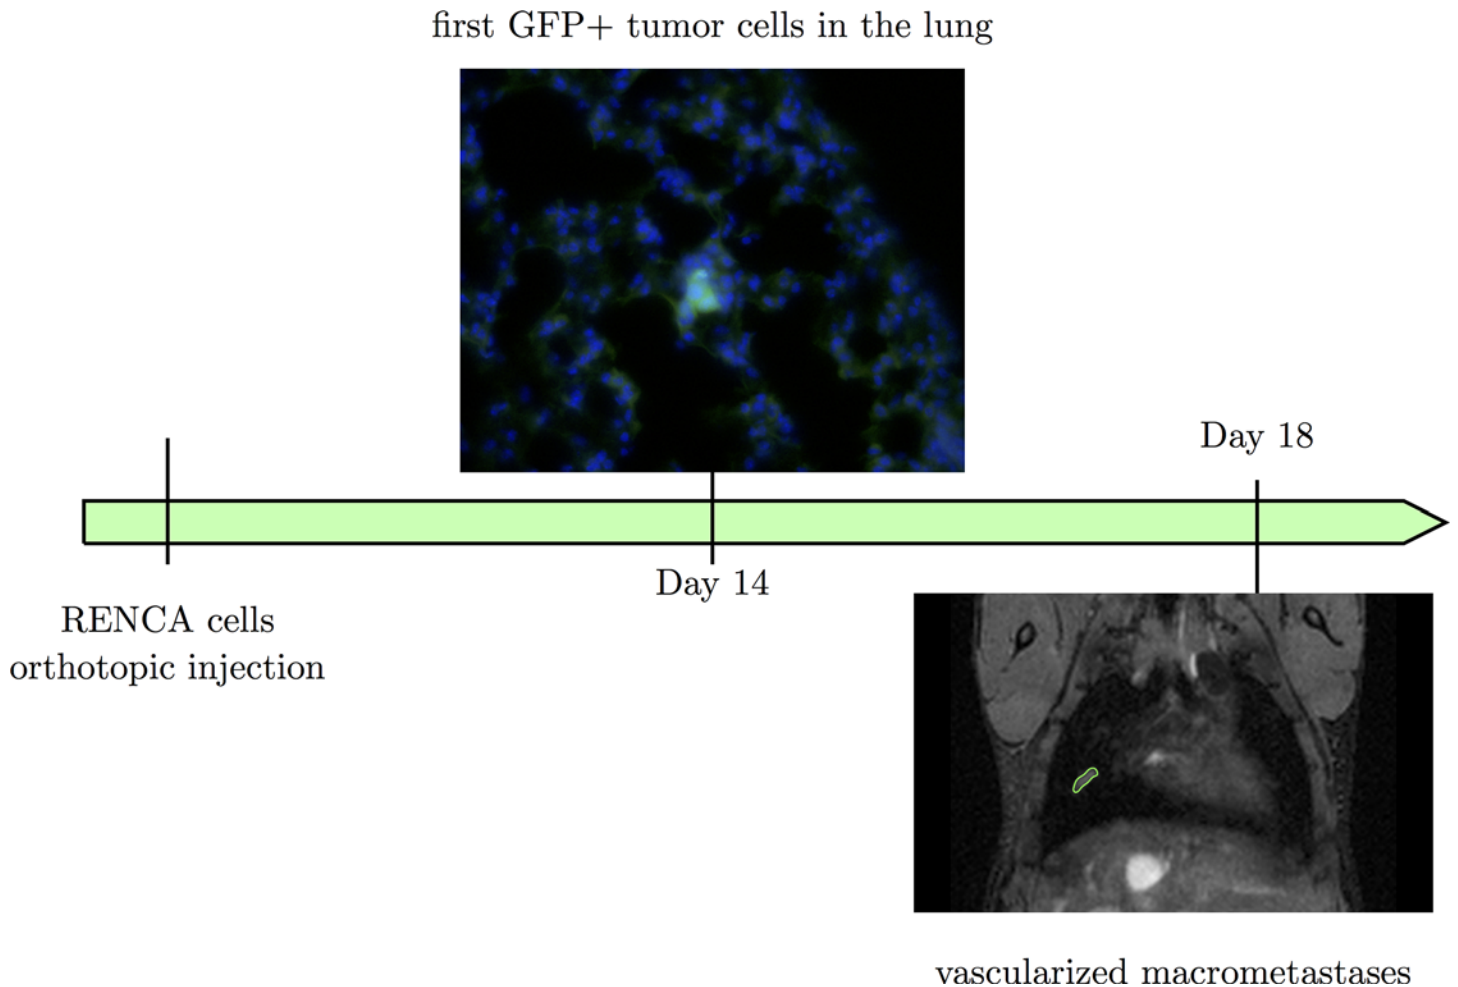 first GFP+ tumor cells in the lung
Day 18
Day 14
RENCA cells
orthotopic injection
vascularized macrometastases